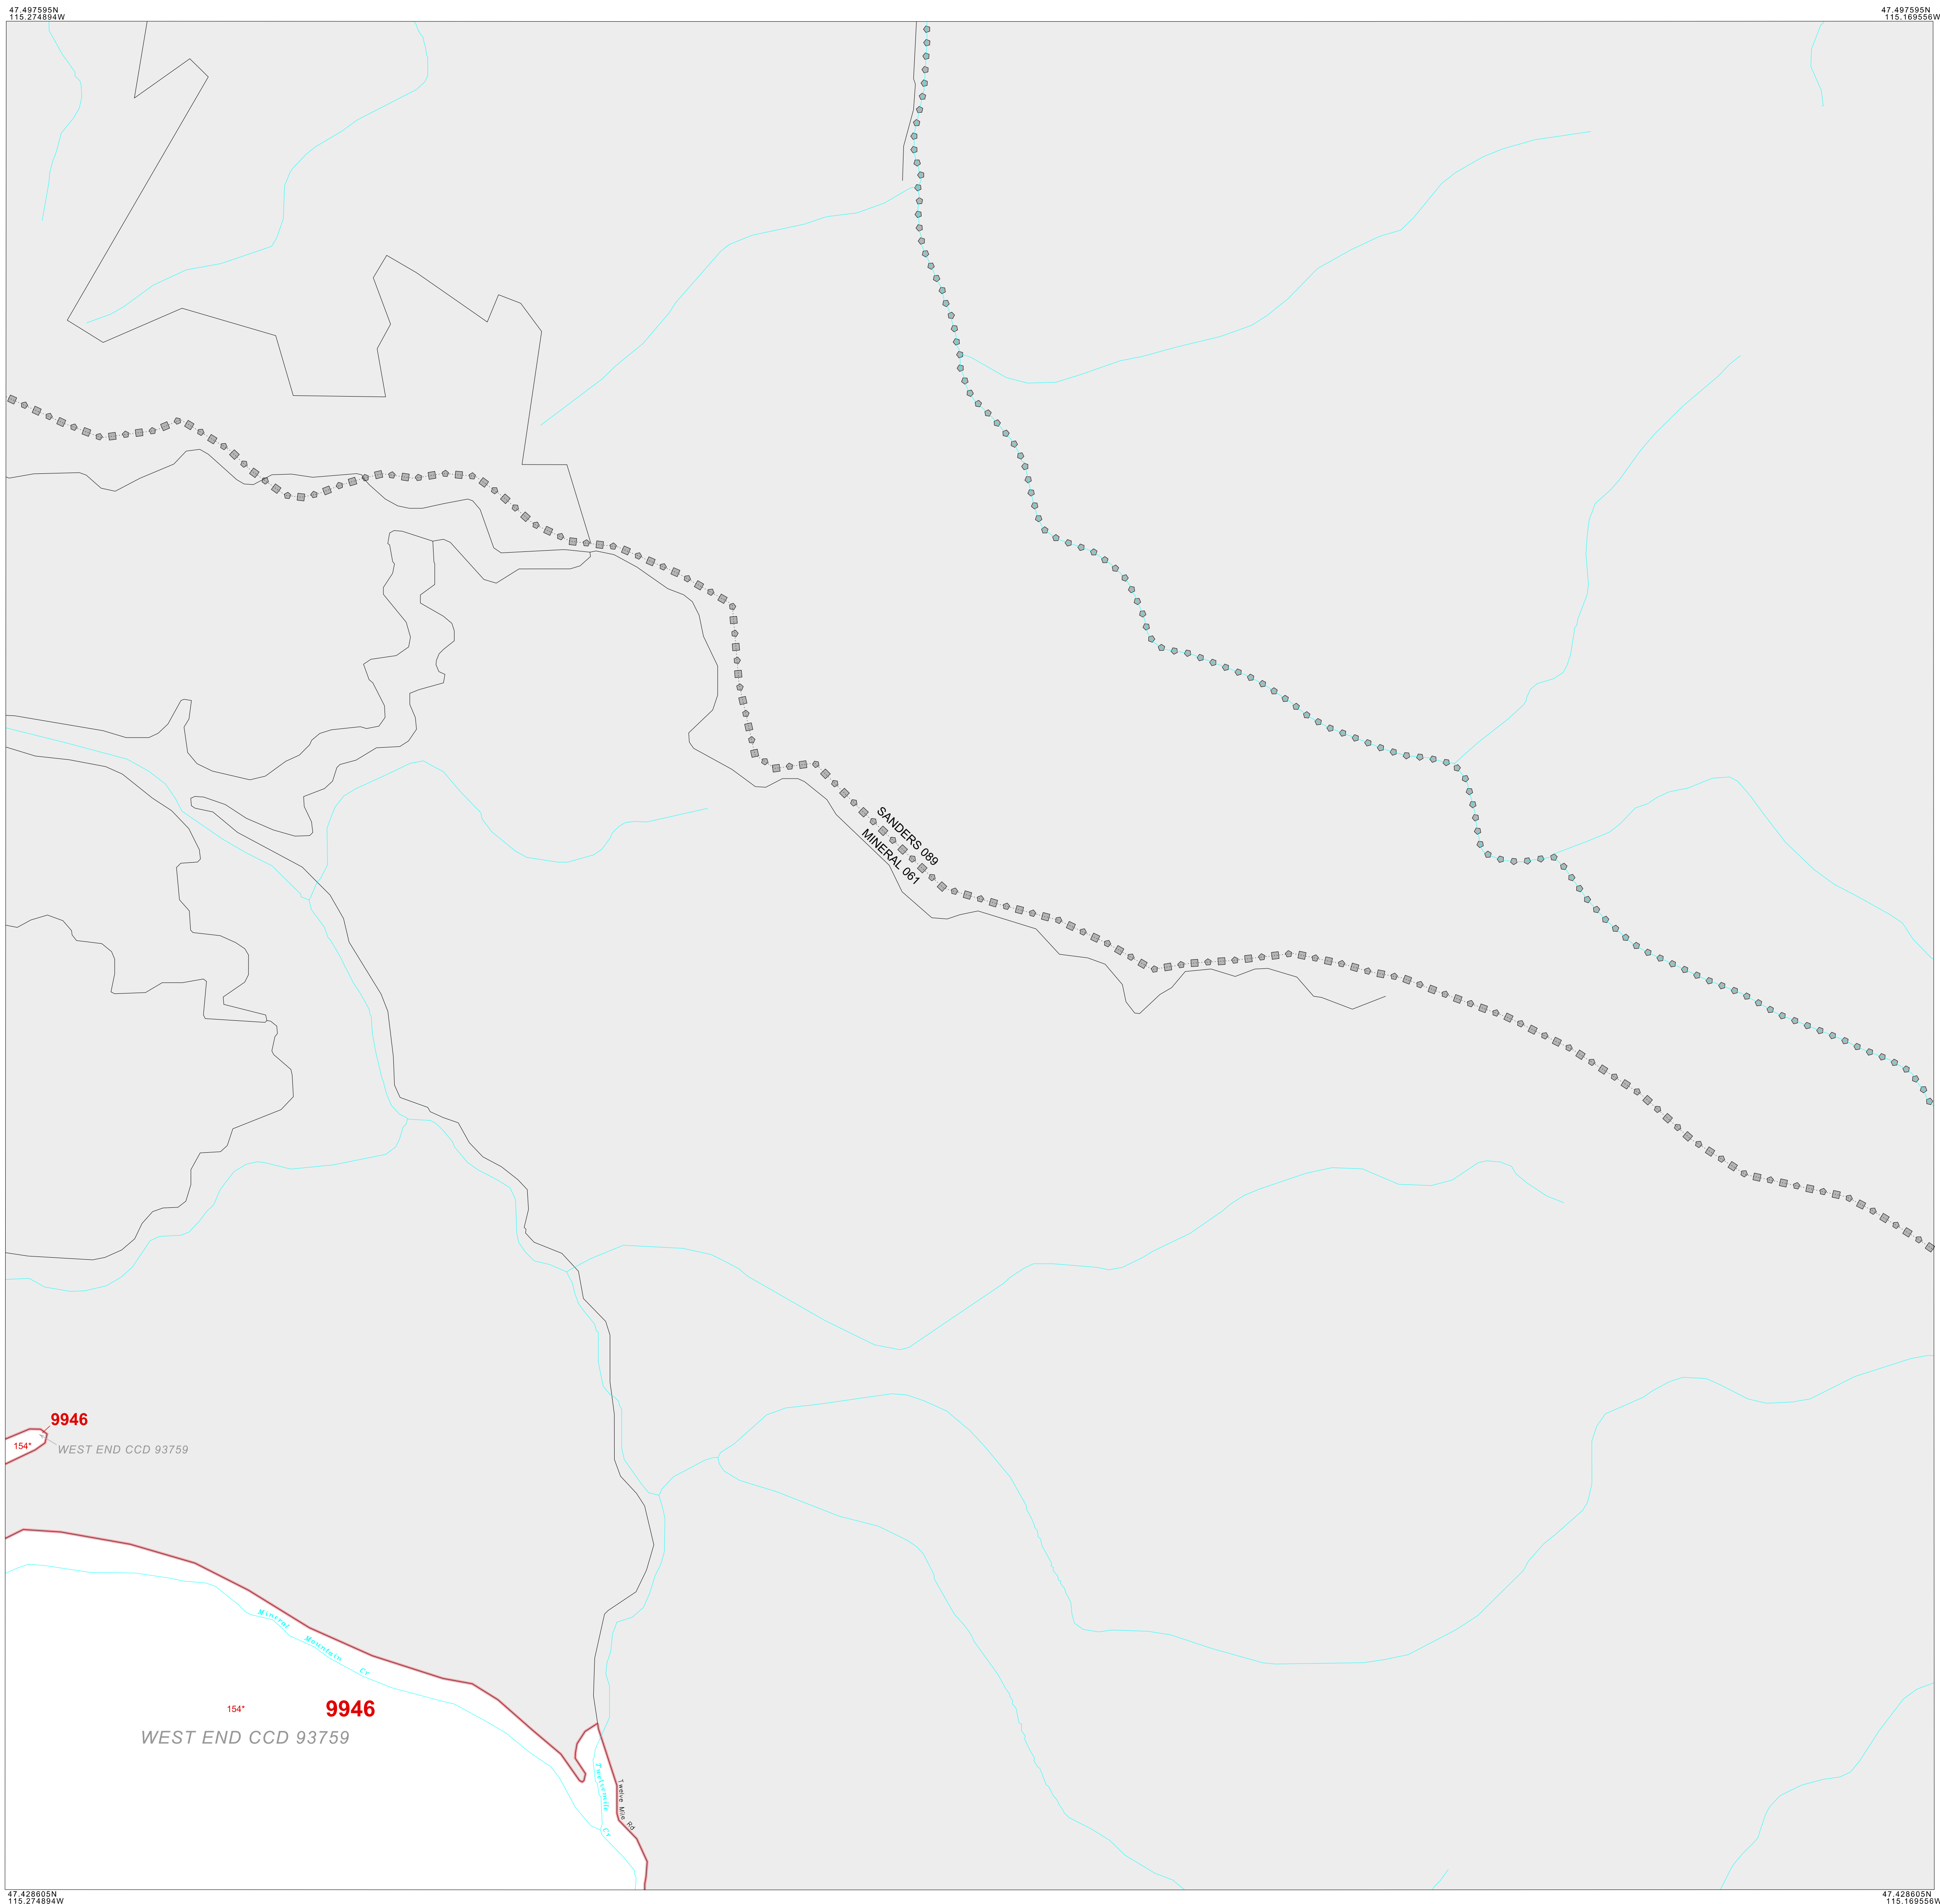 47.497595N
115.274894W
47.497595N
115.169556W
SANDERS 089
MINERAL 061
9946
154*
WEST END CCD 93759
Mineral Mountain Cr
154*
9946
WEST END CCD 93759
Twelvemile Cr
Twelve Mile Rd
47.428605N
115.274894W
47.428605N
115.169556W